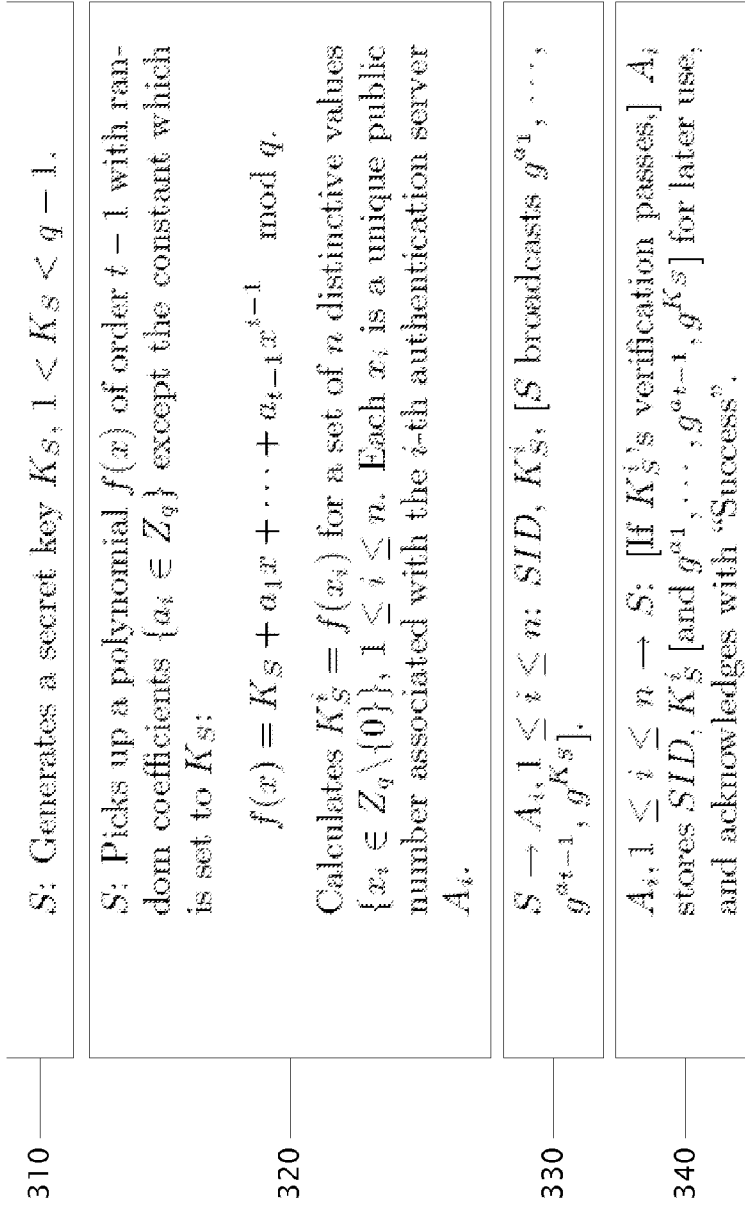 310
S: Generates a secret key K_S, 1 < K_S < q − 1.
320
S: Picks up a polynomial f(x) of order t − 1 with ran-
dom coefficients {a_i ∈ Z_q} except the constant which
is set to K_S:
f(x) = K_S + a_1x + ··· + a_{t−1}x^{t−1} mod q.
Calculates K_S^i = f(x_i) for a set of n distinctive values
{x_i ∈ Z_q\{0}}, 1 ≤ i ≤ n. Each x_i is a unique public
number associated with the i-th authentication server
A_i.
330
S → A_i, 1 ≤ i ≤ n: SID, K_S^i, [S broadcasts g^{a_1}, ···,
g^{a_{t−1}}, g^{K_S}].
340
A_i, 1 ≤ i ≤ n → S: [If K_S^i's verification passes,] A_i
stores SID, K_S^i [and g^{a_1}, ···, g^{a_{t−1}}, g^{K_S}] for later use,
and acknowledges with “Success”.